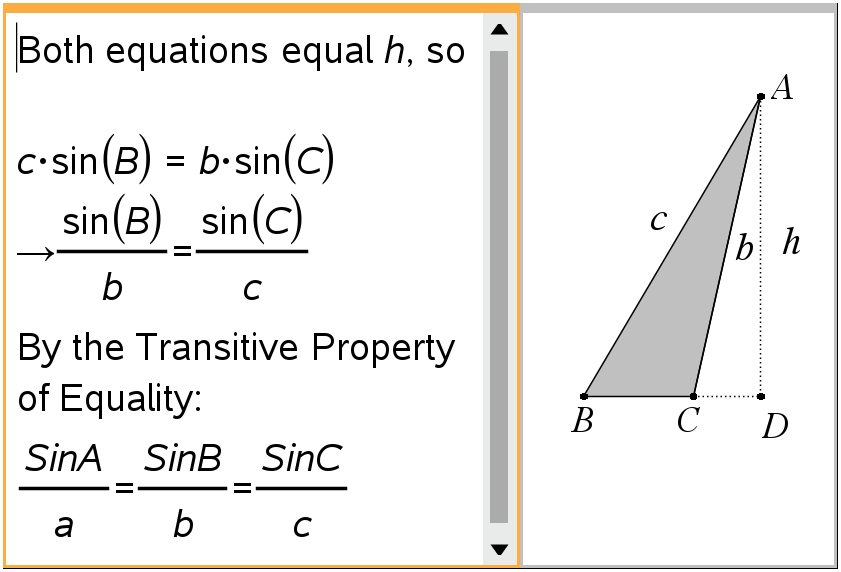 Both equations equal h, so
c·sin(B) = b·sin(C)
→sin(B)/b = sin(C)/c
By the Transitive Property
of Equality:
SinA/a = SinB/b = SinC/c
A
c
b
h
B
C
D